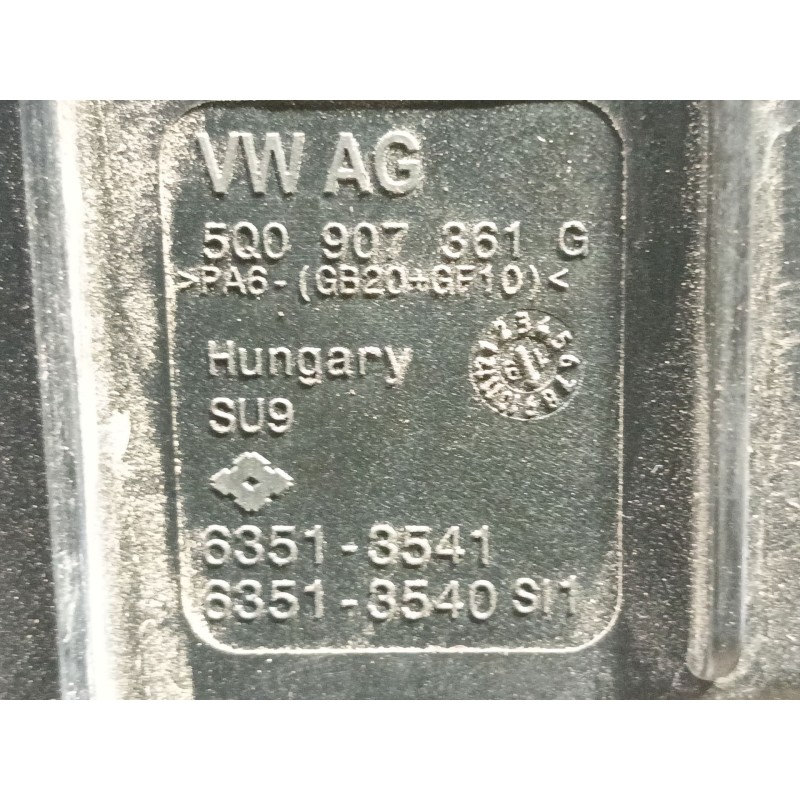 VW AG
5Q0 907 361 G
>PA6-(GB20+GF10)<
Hungary
SU9
6351-3541
6351-3540 SI1